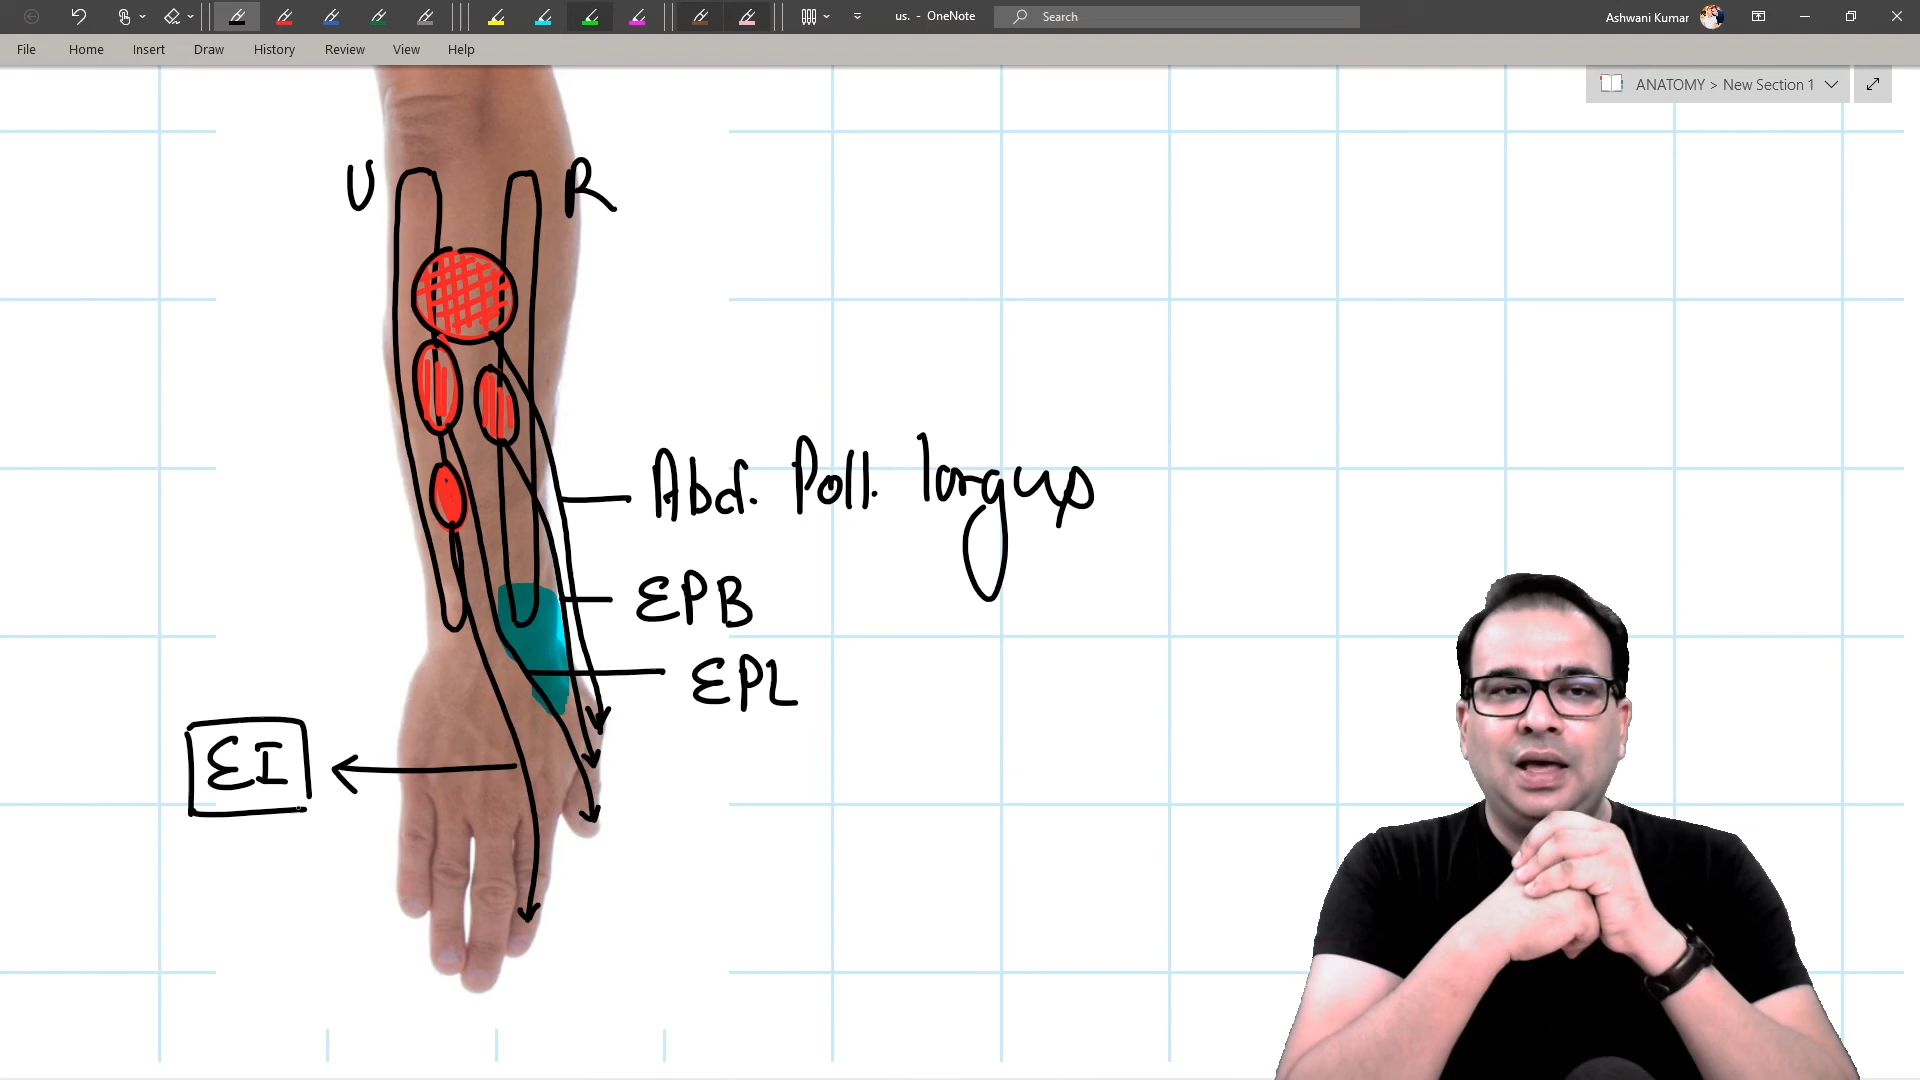 us. - OneNote
Search
Ashwani Kumar
File Home Insert Draw History Review View Help
ANATOMY > New Section 1
U R
Abd. Poll. longus
EPB
EPL
EI